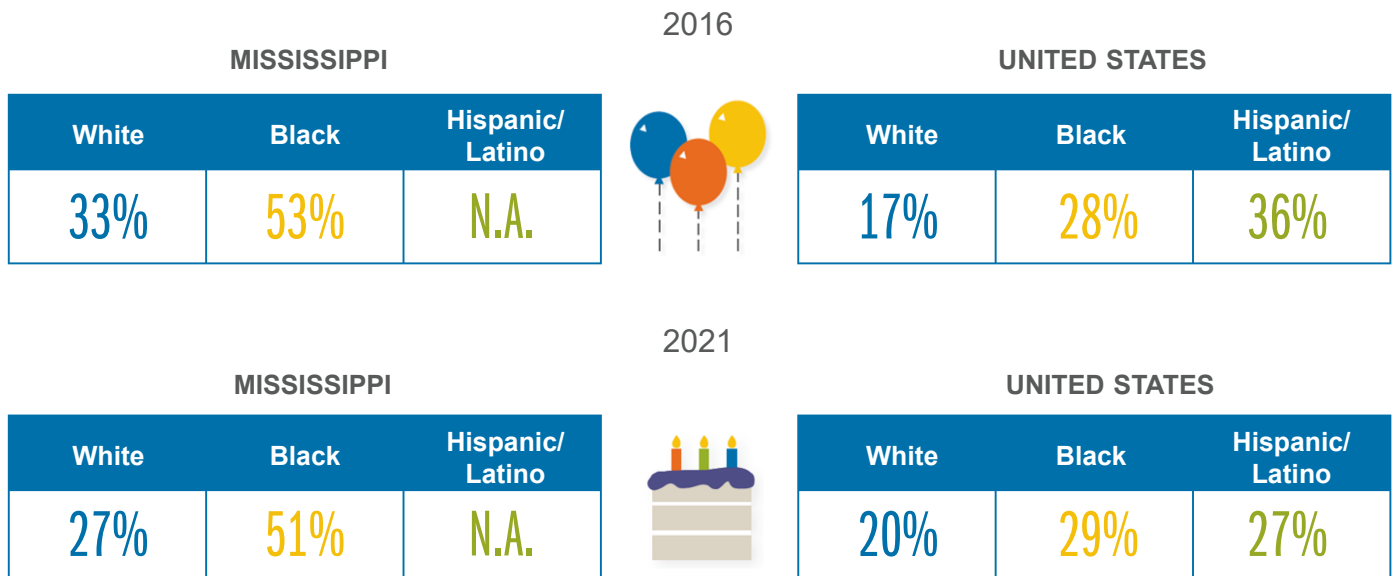 2016
MISSISSIPPI
UNITED STATES
White Black Hispanic/
Latino
33% 53% N.A.
White Black Hispanic/
Latino
17% 28% 36%
2021
MISSISSIPPI
UNITED STATES
White Black Hispanic/
Latino
27% 51% N.A.
White Black Hispanic/
Latino
20% 29% 27%